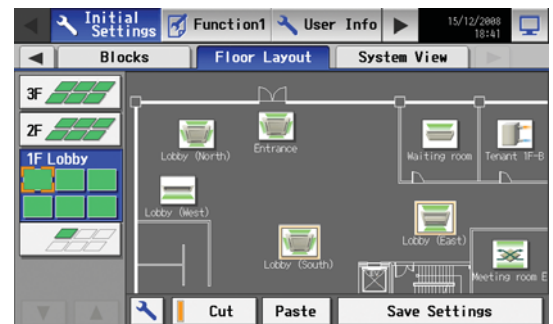 Initial
Settings
Function1
User Info
15/12/2008
18:41
Blocks
Floor Layout
System View
3F
2F
1F Lobby
Lobby (North)
Entrance
Waiting room
Tenant 1F-B
Lobby (West)
Lobby (South)
Lobby (East)
Meeting room E
Cut
Paste
Save Settings